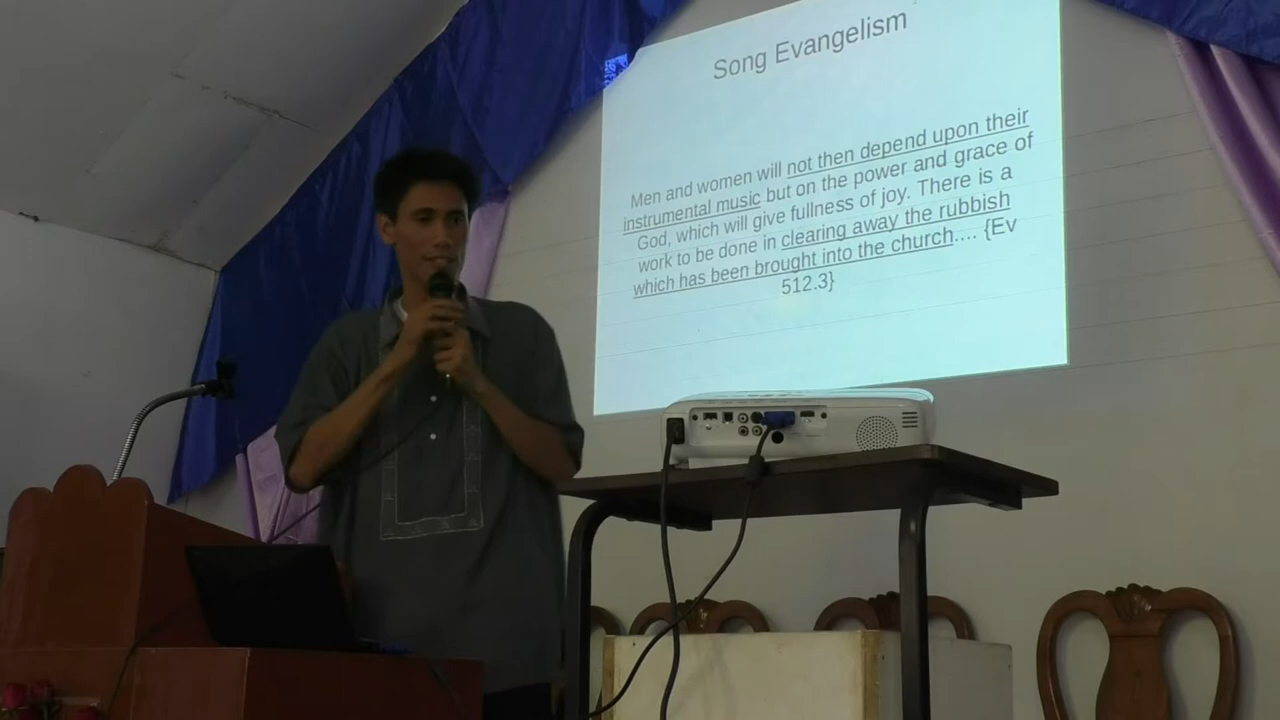 Song Evangelism
Men and women will not then depend upon their
instrumental music but on the power and grace of
God, which will give fullness of joy. There is a
work to be done in clearing away the rubbish
which has been brought into the church.... {Ev
512.3}